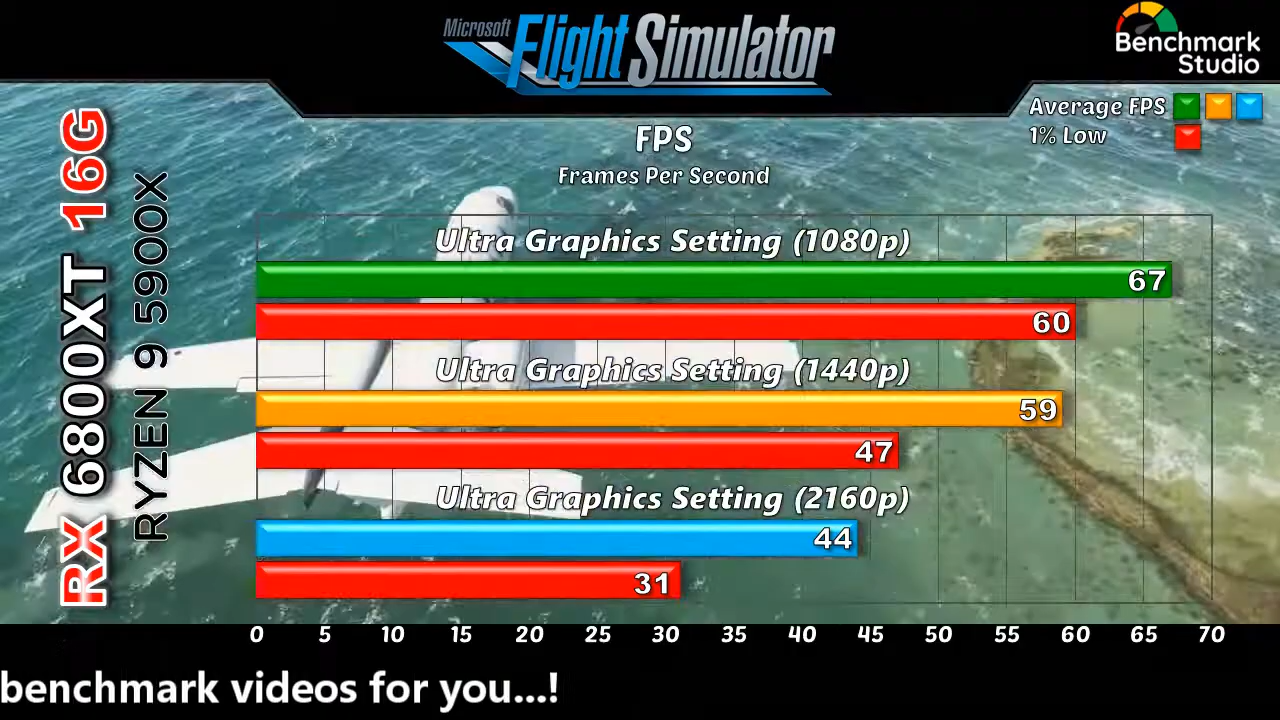 Microsoft
Flight Simulator
Benchmark
Studio
Average FPS
1% Low
FPS
Frames Per Second
RX 6800XT 16G
RYZEN 9 5900X
Ultra Graphics Setting (1080p)
67
60
Ultra Graphics Setting (1440p)
59
47
Ultra Graphics Setting (2160p)
44
31
0 5 10 15 20 25 30 35 40 45 50 55 60 65 70
benchmark videos for you...!